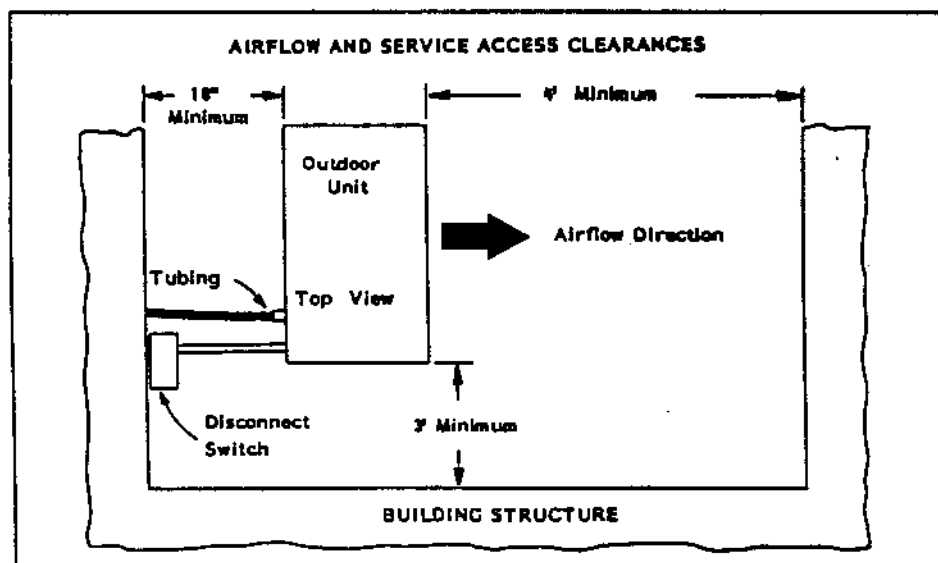 AIRFLOW AND SERVICE ACCESS CLEARANCES
Minimum
Minimum
Outdoor
Unit
Airflow Direction
Tubing
Top View
3' Minimum
Disconnect
Switch
BUILDING STRUCTURE